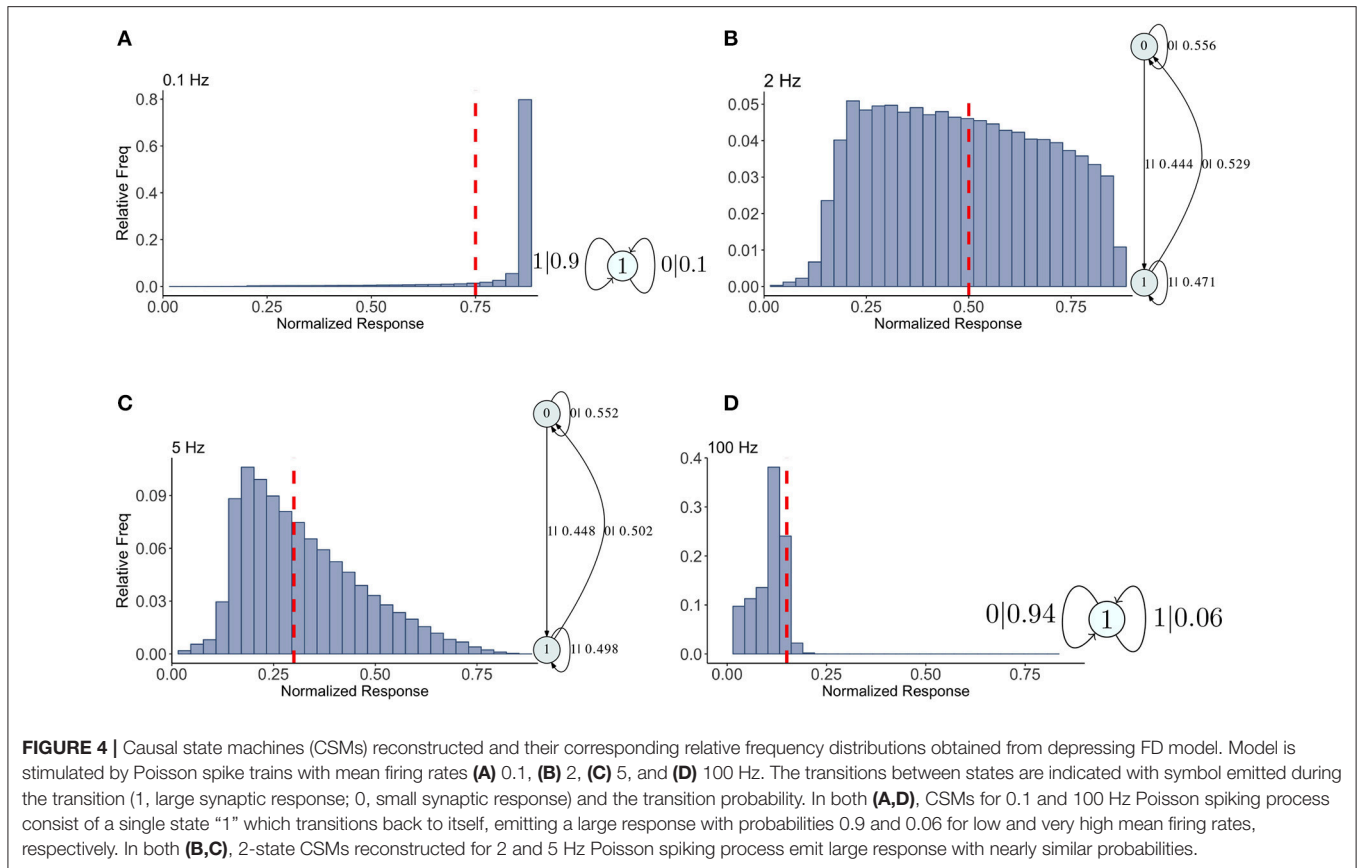 A
0.1 Hz
0.8
0.6
0.4
0.2
0.0
Relative Freq
0.00
0.25
0.50
0.75
Normalized Response
1|0.9
1
0|0.1
B
2 Hz
0.05
0.04
0.03
0.02
0.01
0.00
0.00
0.25
0.50
0.75
Normalized Response
0
0| 0.556
1| 0.444
0| 0.529
1
1| 0.471
C
5 Hz
0.09
0.06
0.03
0.00
Relative Freq
0.00
0.25
0.50
0.75
Normalized Response
0
0| 0.552
1| 0.448
0| 0.502
1
1| 0.498
D
100 Hz
0.4
0.3
0.2
0.1
0.0
0.00
0.25
0.50
0.75
Normalized Response
0|0.94
1
1|0.06
FIGURE 4 | Causal state machines (CSMs) reconstructed and their corresponding relative frequency distributions obtained from depressing FD model. Model is
stimulated by Poisson spike trains with mean firing rates (A) 0.1, (B) 2, (C) 5, and (D) 100 Hz. The transitions between states are indicated with symbol emitted during
the transition (1, large synaptic response; 0, small synaptic response) and the transition probability. In both (A,D), CSMs for 0.1 and 100 Hz Poisson spiking process
consist of a single state “1” which transitions back to itself, emitting a large response with probabilities 0.9 and 0.06 for low and very high mean firing rates,
respectively. In both (B,C), 2-state CSMs reconstructed for 2 and 5 Hz Poisson spiking process emit large response with nearly similar probabilities.